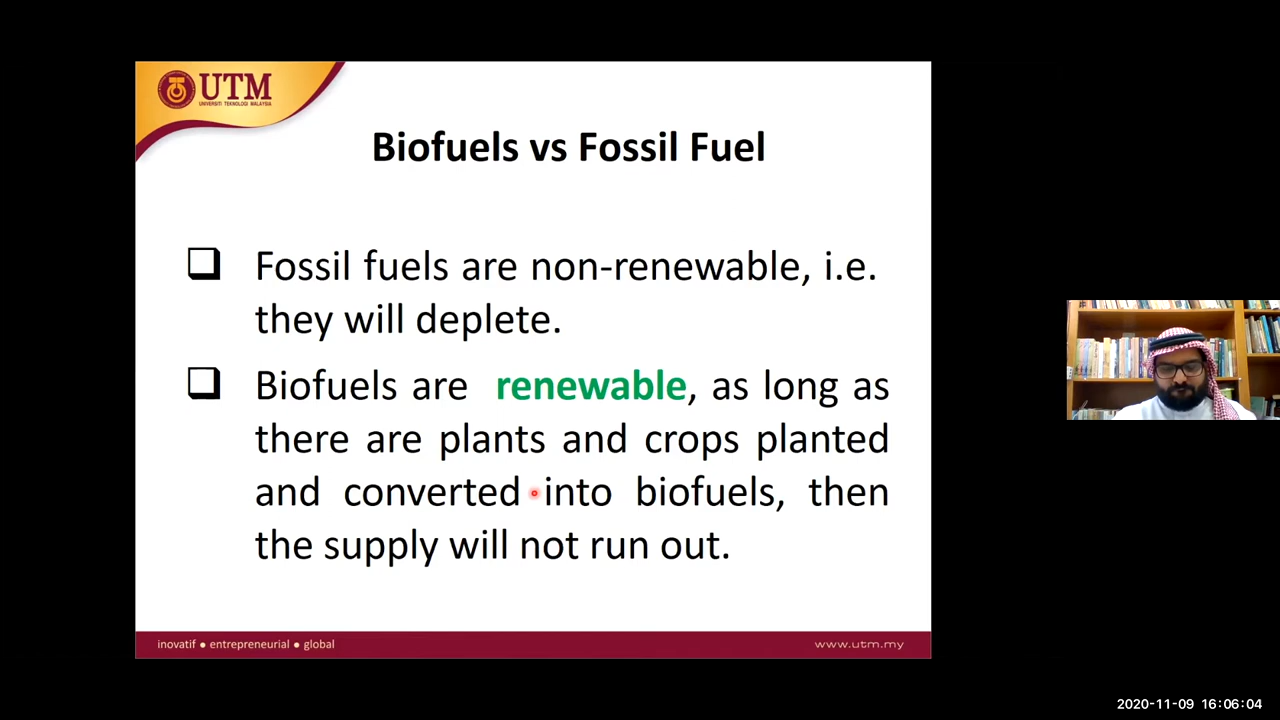 UTM
UNIVERSITI TEKNOLOGI MALAYSIA
Biofuels vs Fossil Fuel
Fossil fuels are non-renewable, i.e.
they will deplete.
Biofuels are renewable, as long as
there are plants and crops planted
and converted into biofuels, then
the supply will not run out.
inovatif ● entrepreneurial ● global
www.utm.my
2020-11-09 16:06:04